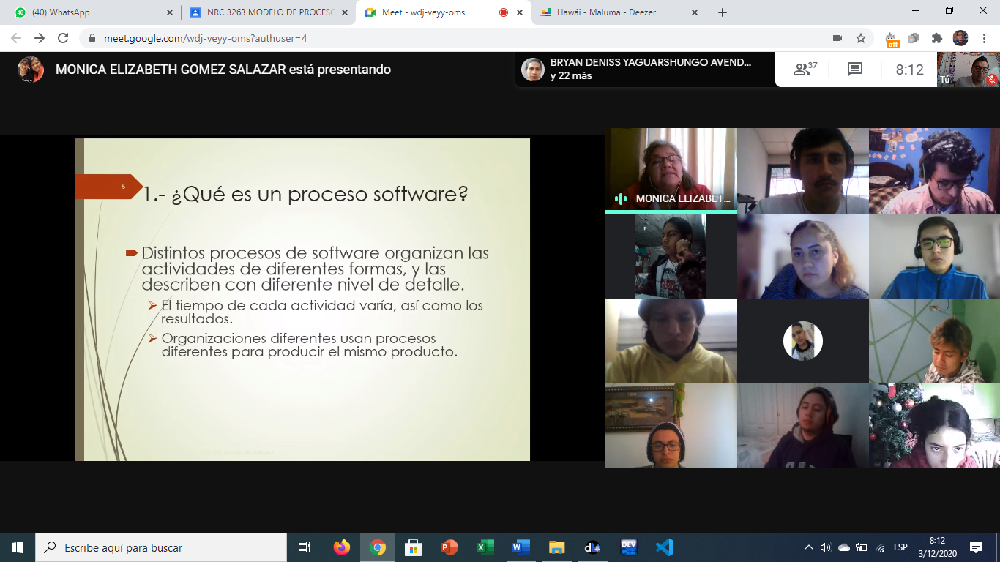 (40) WhatsApp
NRC 3263 MODELO DE PROCESO
Meet - wdj-veyy-oms
Hawái - Maluma - Deezer
meet.google.com/wdj-veyy-oms?authuser=4
off
MONICA ELIZABETH GOMEZ SALAZAR está presentando
BRYAN DENISS YAGUARSHUNGO AVEND...
y 22 más
37
8:12
Tú
5
1.- ¿Qué es un proceso software?
Distintos procesos de software organizan las
actividades de diferentes formas, y las
describen con diferente nivel de detalle.
El tiempo de cada actividad varía, así como los
resultados.
Organizaciones diferentes usan procesos
diferentes para producir el mismo producto.
MONICA ELIZABET...
Escribe aquí para buscar
DEV
ESP
8:12
3/12/2020